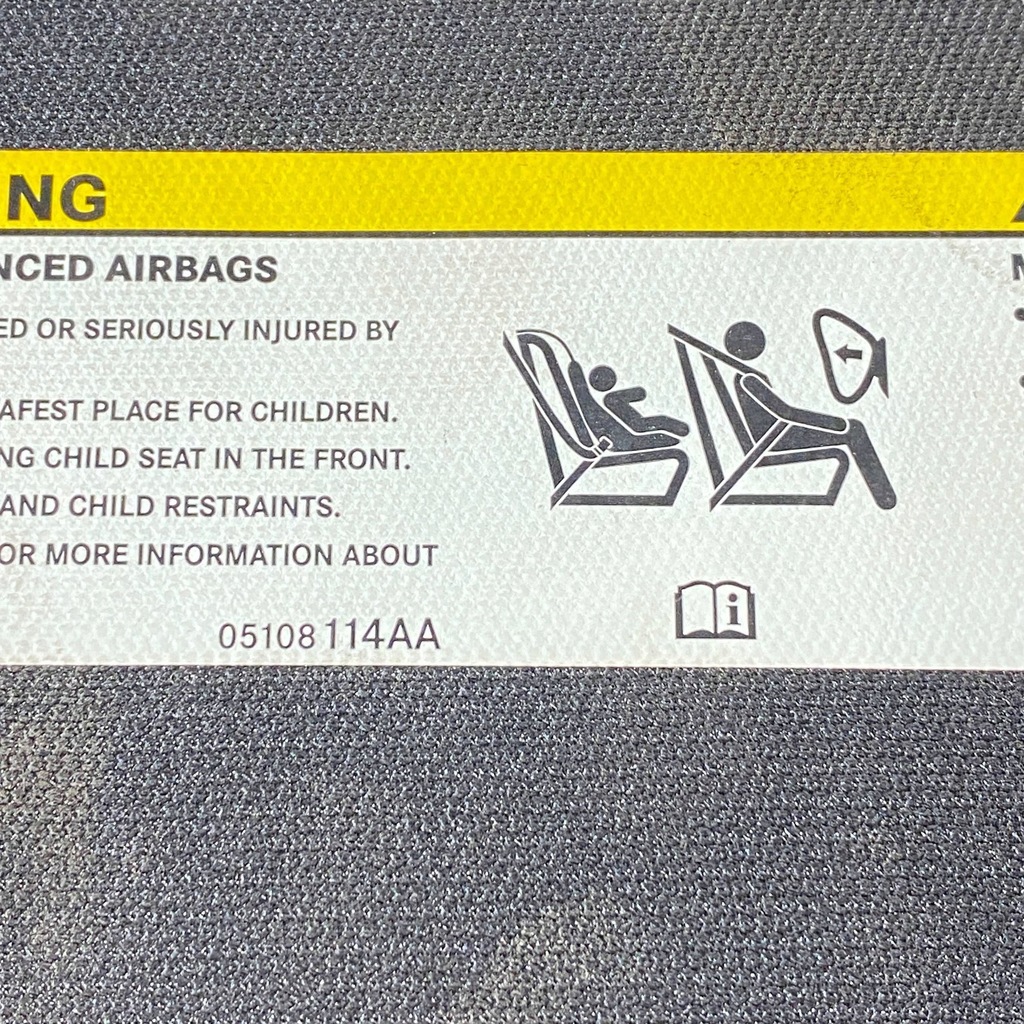 NG
NCED AIRBAGS
ED OR SERIOUSLY INJURED BY
AFEST PLACE FOR CHILDREN.
NG CHILD SEAT IN THE FRONT.
AND CHILD RESTRAINTS.
OR MORE INFORMATION ABOUT
05108114AA
i